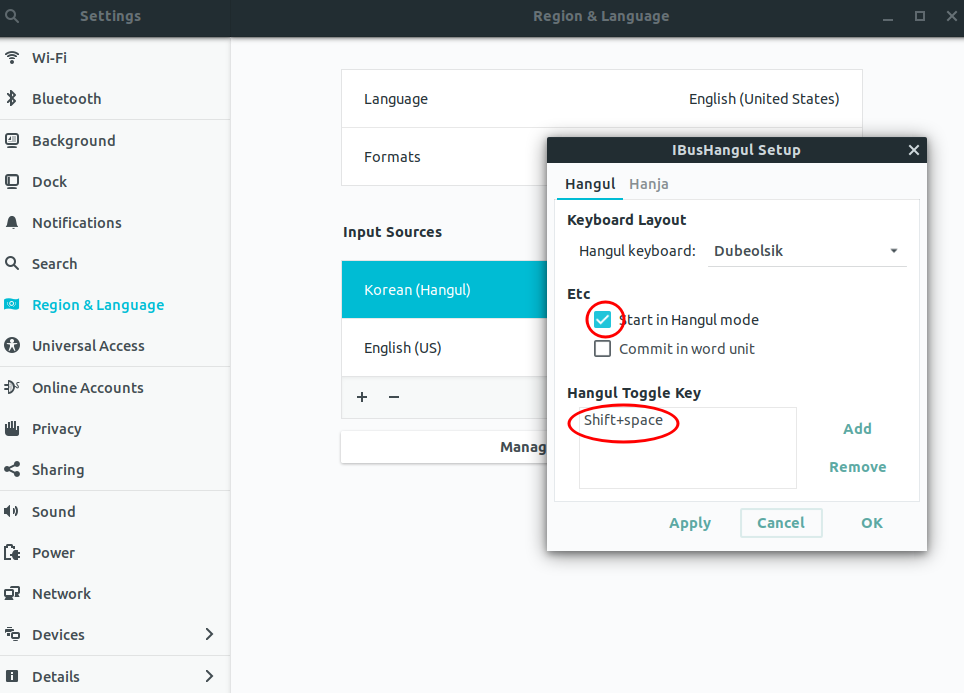 Settings
Region & Language
Wi-Fi
Bluetooth
Background
Dock
Notifications
Search
Region & Language
Universal Access
Online Accounts
Privacy
Sharing
Sound
Power
Network
Devices
Details
Language English (United States)
Formats
Input Sources
Korean (Hangul)
English (US)
Manag
IBusHangul Setup
Hangul Hanja
Keyboard Layout
Hangul keyboard: Dubeolsik
Etc
Start in Hangul mode
Commit in word unit
Hangul Toggle Key
Shift+space
Add
Remove
Apply Cancel OK